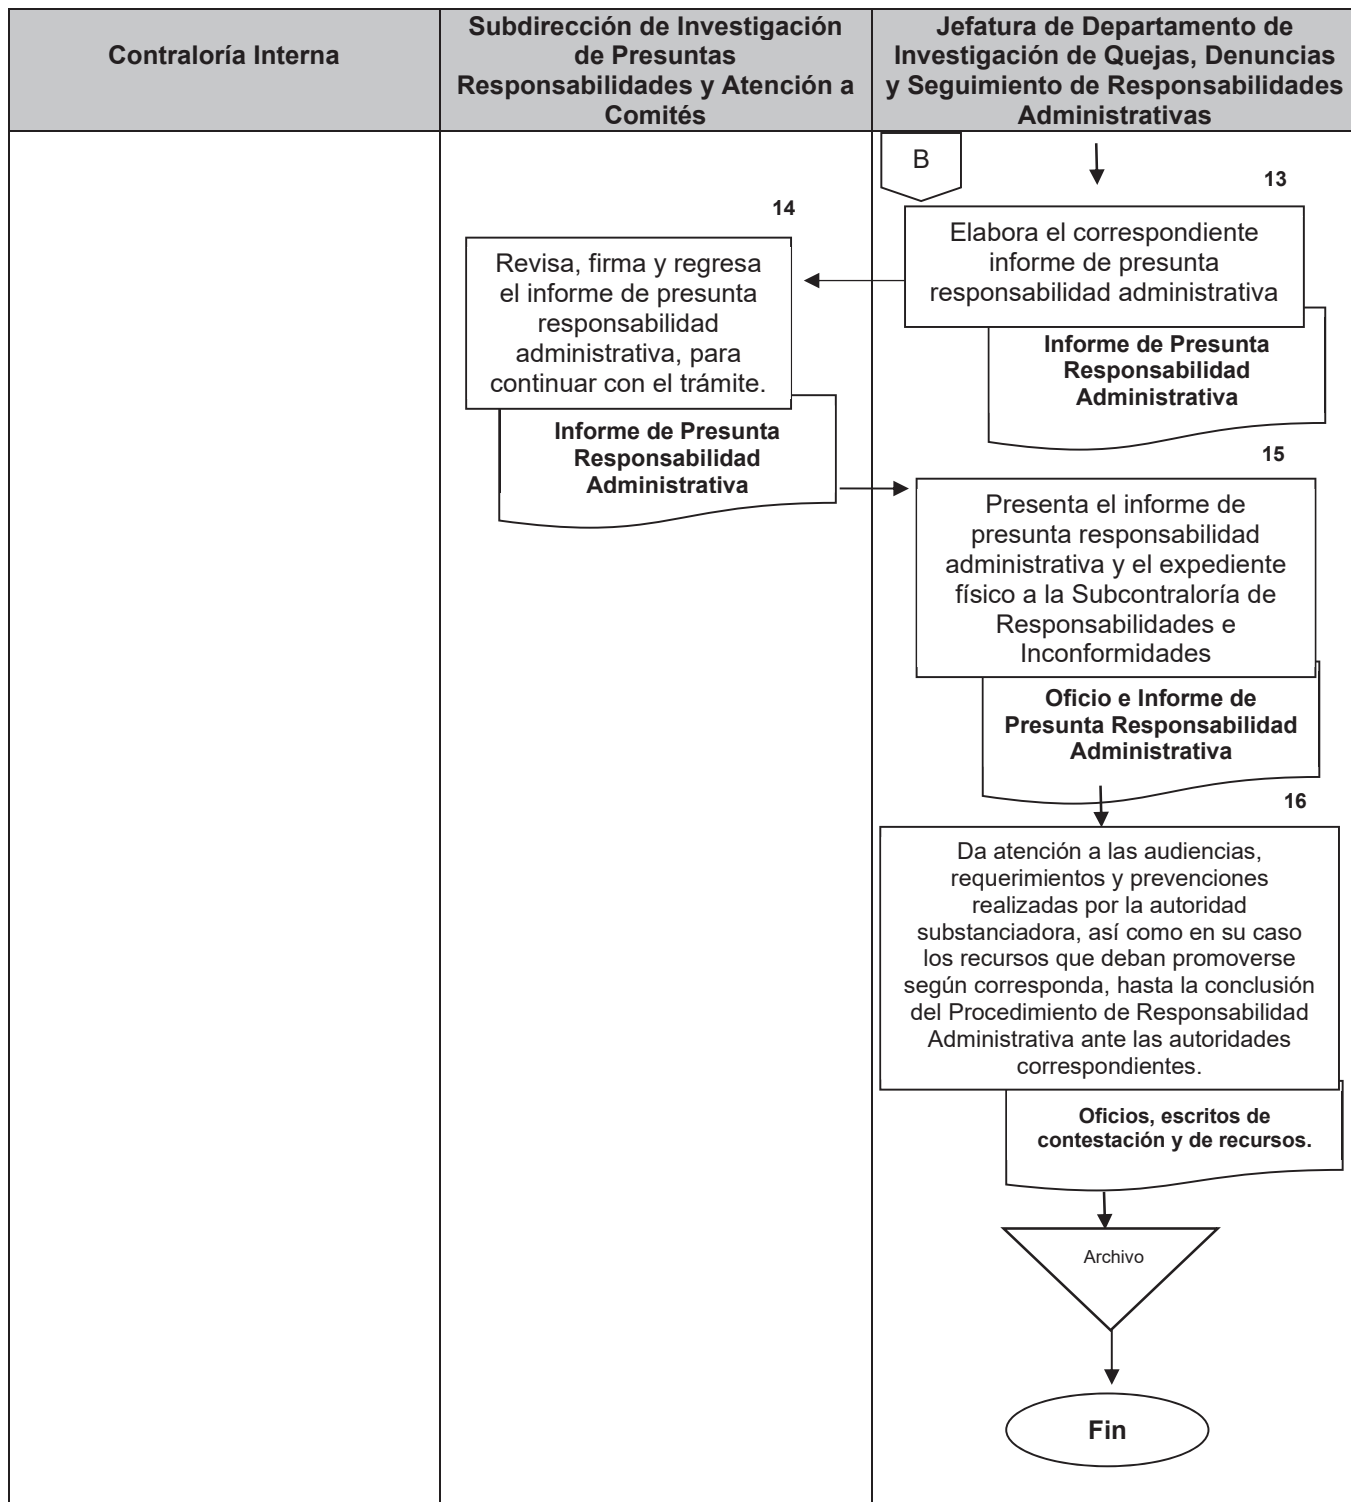 Contraloría Interna
Subdirección de Investigación
de Presuntas
Responsabilidades y Atención a
Comités
Jefatura de Departamento de
Investigación de Quejas, Denuncias
y Seguimiento de Responsabilidades
Administrativas
B
13
Elabora el correspondiente
informe de presunta
responsabilidad administrativa
Informe de Presunta
Responsabilidad
Administrativa
14
Revisa, firma y regresa
el informe de presunta
responsabilidad
administrativa, para
continuar con el trámite.
Informe de Presunta
Responsabilidad
Administrativa
15
Presenta el informe de
presunta responsabilidad
administrativa y el expediente
físico a la Subcontraloría de
Responsabilidades e
Inconformidades
Oficio e Informe de
Presunta Responsabilidad
Administrativa
16
Da atención a las audiencias,
requerimientos y prevenciones
realizadas por la autoridad
substanciadora, así como en su caso
los recursos que deban promoverse
según corresponda, hasta la conclusión
del Procedimiento de Responsabilidad
Administrativa ante las autoridades
correspondientes.
Oficios, escritos de
contestación y de recursos.
Archivo
Fin